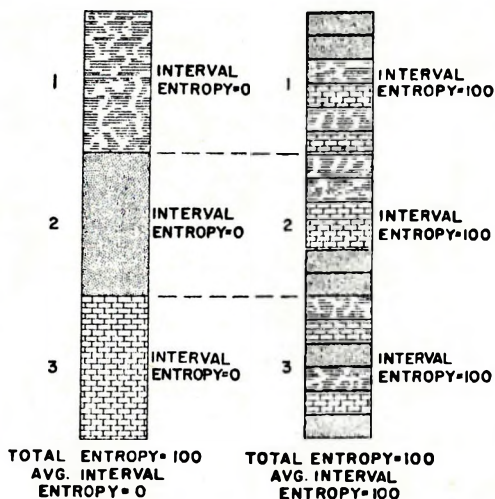 1
INTERVAL
ENTROPY=0
1
INTERVAL
ENTROPY=100
2
INTERVAL
ENTROPY=0
2
INTERVAL
ENTROPY=100
3
INTERVAL
ENTROPY=0
3
INTERVAL
ENTROPY=100
TOTAL ENTROPY=100
AVG. INTERVAL
ENTROPY=0
TOTAL ENTROPY=100
AVG. INTERVAL
ENTROPY=100